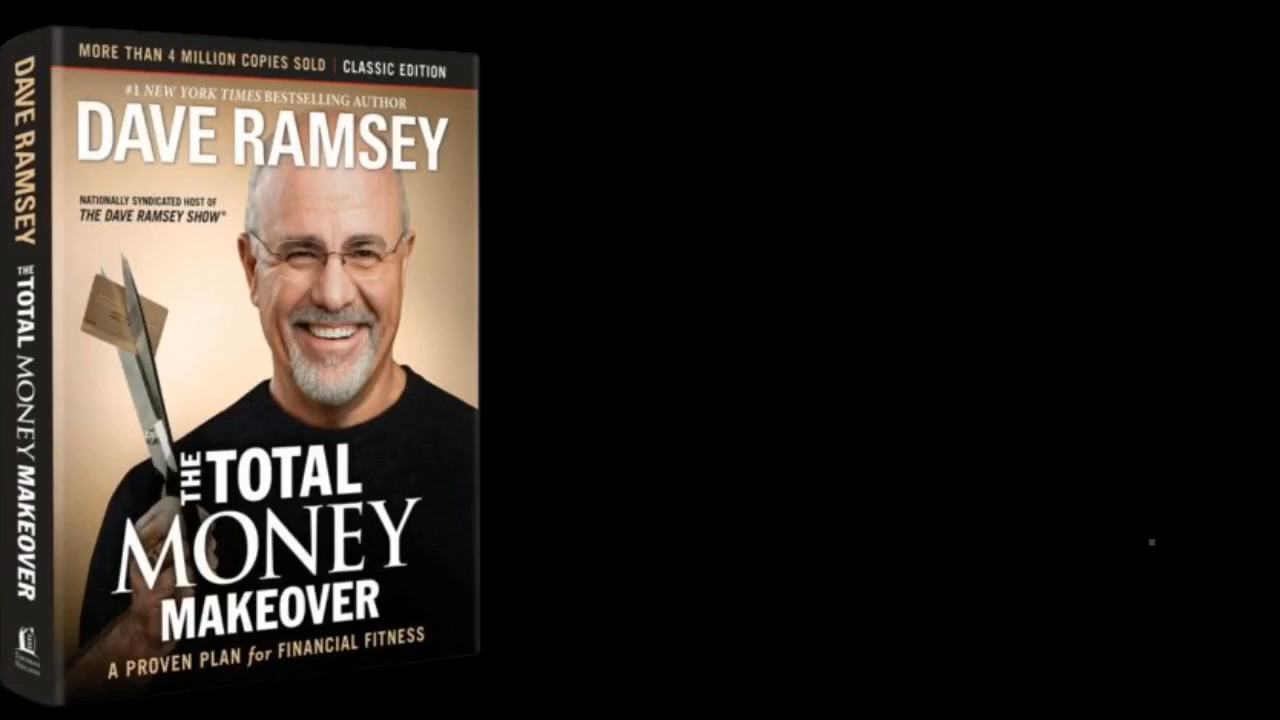 MORE THAN 4 MILLION COPIES SOLD | CLASSIC EDITION
#1 NEW YORK TIMES BESTSELLING AUTHOR
DAVE RAMSEY
NATIONALLY SYNDICATED HOST OF
THE DAVE RAMSEY SHOW®
THE TOTAL
MONEY
MAKEOVER
A PROVEN PLAN for FINANCIAL FITNESS
DAVE RAMSEY THE TOTAL MONEY MAKEOVER